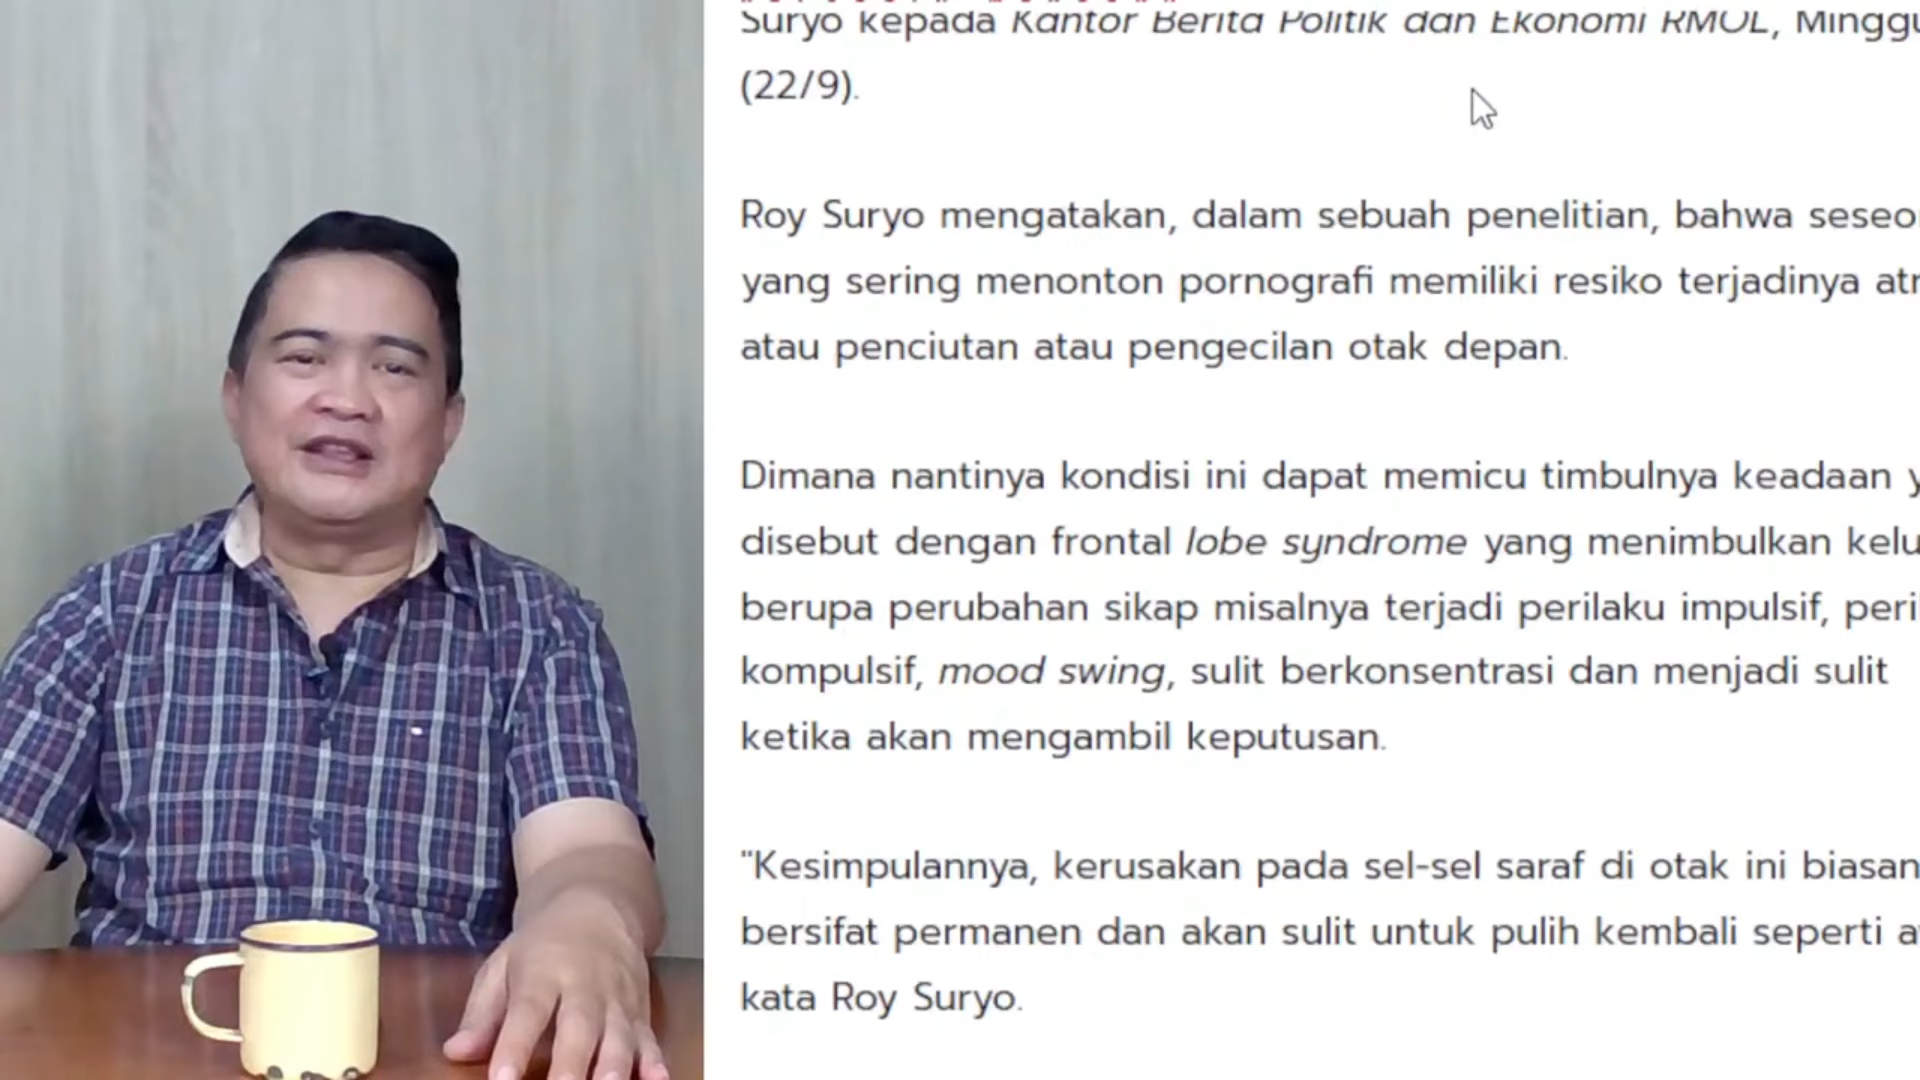 Suryo kepada Kantor Berita Politik dan Ekonomi RMOL, Minggu
(22/9).
Roy Suryo mengatakan, dalam sebuah penelitian, bahwa seseo
yang sering menonton pornografi memiliki resiko terjadinya at
atau penciutan atau pengecilan otak depan.
Dimana nantinya kondisi ini dapat memicu timbulnya keadaan y
disebut dengan frontal lobe syndrome yang menimbulkan kelu
berupa perubahan sikap misalnya terjadi perilaku impulsif, peri
kompulsif, mood swing, sulit berkonsentrasi dan menjadi sulit
ketika akan mengambil keputusan.
"Kesimpulannya, kerusakan pada sel-sel saraf di otak ini biasan
bersifat permanen dan akan sulit untuk pulih kembali seperti a
kata Roy Suryo.